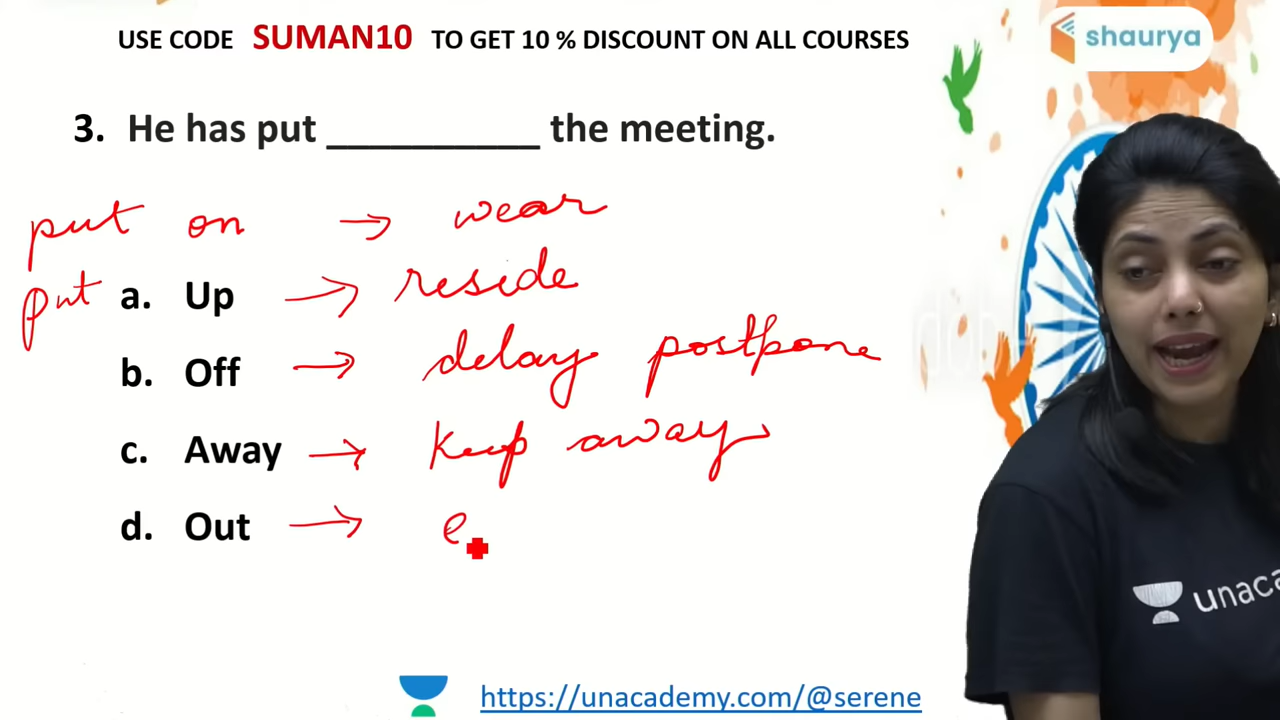 USE CODE SUMAN10 TO GET 10 % DISCOUNT ON ALL COURSES
shaurya
3. He has put __________ the meeting.
put on → wear
put a. Up → reside
b. Off → delay postpone
c. Away → Keep away
d. Out → e
unaca
https://unacademy.com/@serene